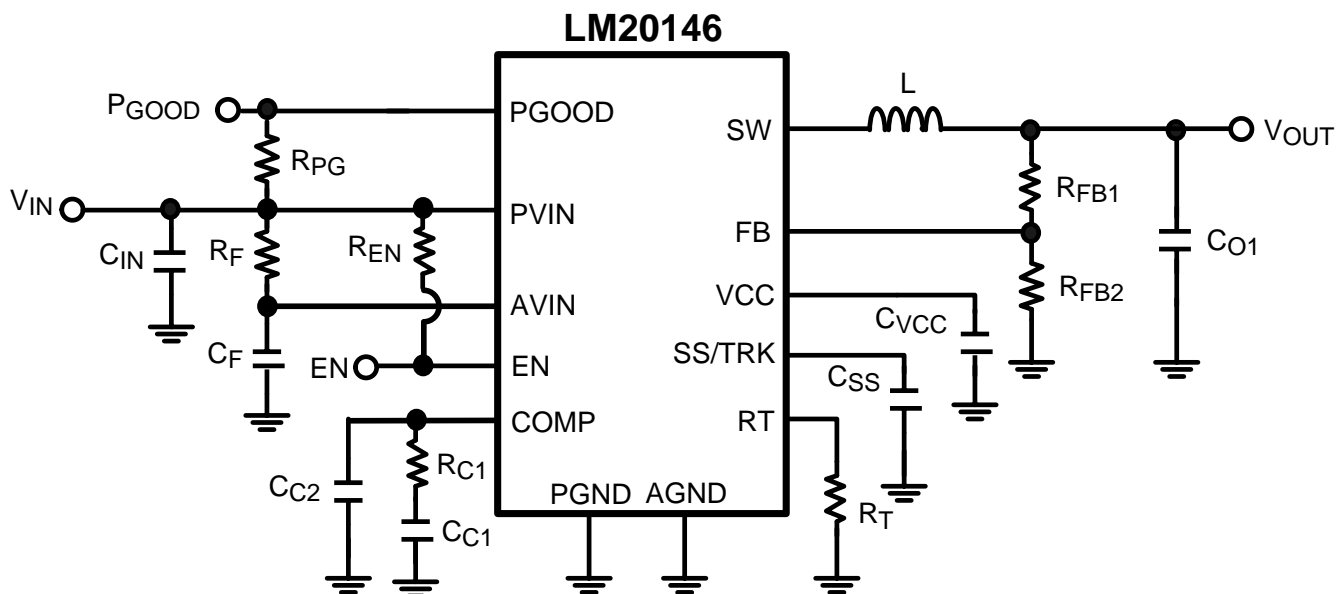 LM20146
PGOOD
PGOOD
RPG
VIN
PVIN
CIN
RF
REN
AVIN
CF
EN
EN
COMP
RC1
CC2
CC1
PGND
AGND
SW
L
VOUT
RFB1
FB
CO1
RFB2
VCC
CVCC
SS/TRK
CSS
RT
RT